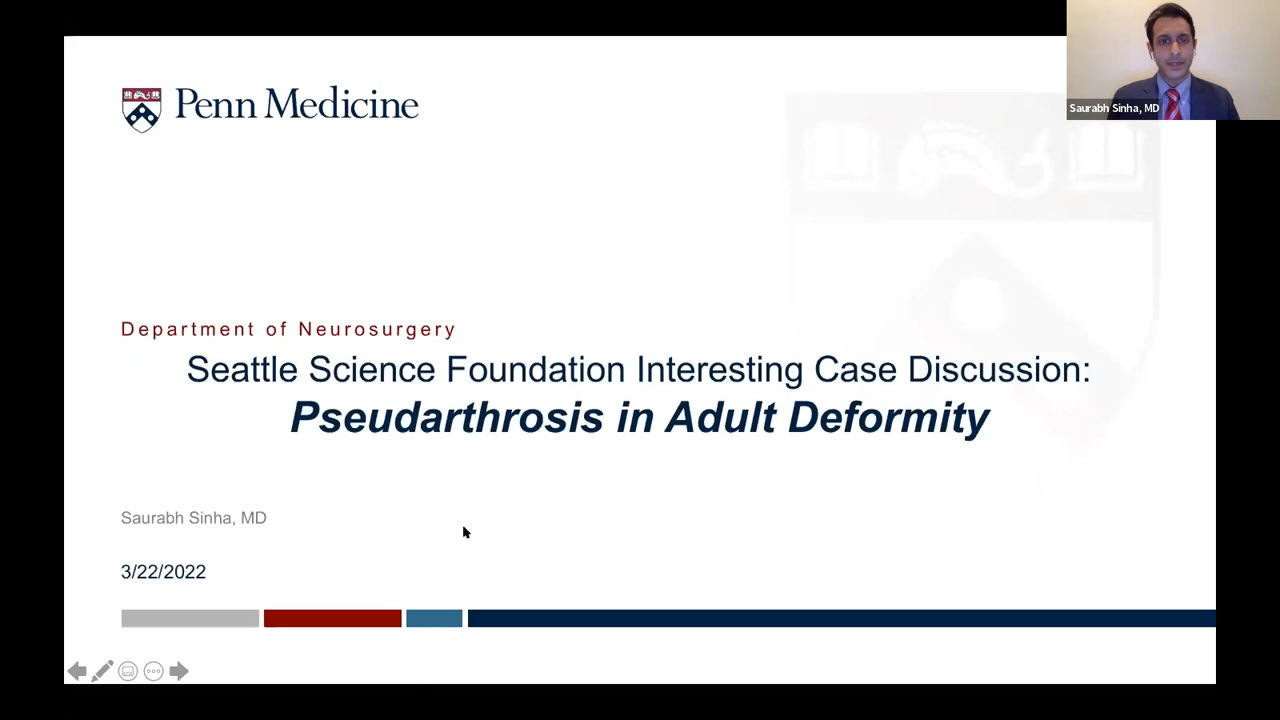 Penn Medicine
Saurabh Sinha, MD
Department of Neurosurgery
Seattle Science Foundation Interesting Case Discussion:
Pseudarthrosis in Adult Deformity
Saurabh Sinha, MD
3/22/2022